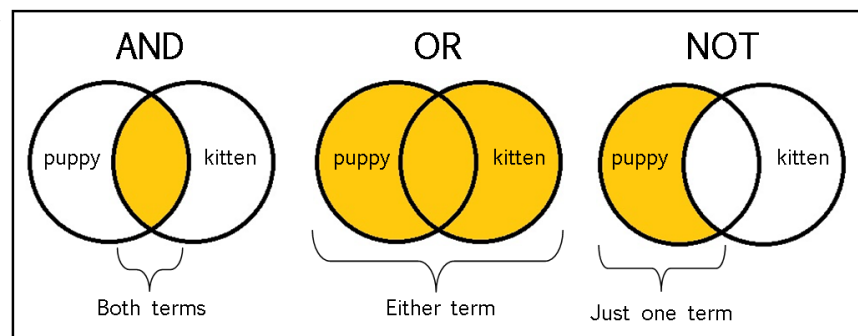 AND OR NOT
puppy kitten puppy kitten puppy kitten
Both terms Either term Just one term